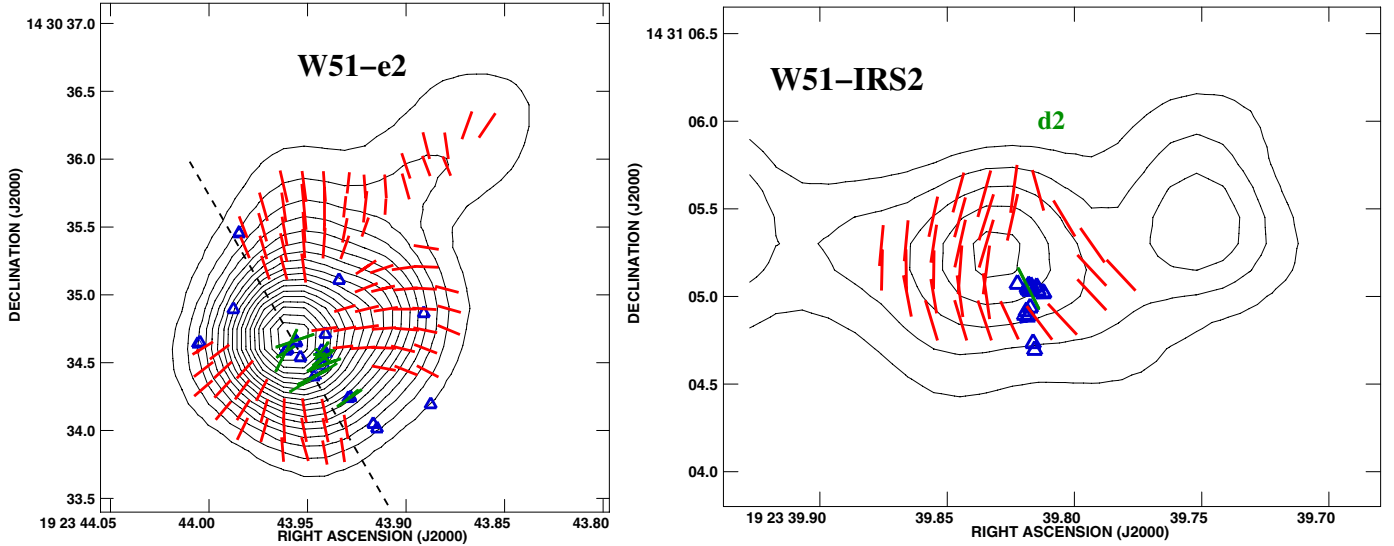 W51−e2
DECLINATION (J2000)
14 30 37.0
36.5
36.0
35.5
35.0
34.5
34.0
33.5
19 23 44.05
44.00
43.95
43.90
43.85
43.80
RIGHT ASCENSION (J2000)
W51−IRS2
d2
DECLINATION (J2000)
14 31 06.5
06.0
05.5
05.0
04.5
04.0
19 23 39.90
39.85
39.80
39.75
39.70
RIGHT ASCENSION (J2000)